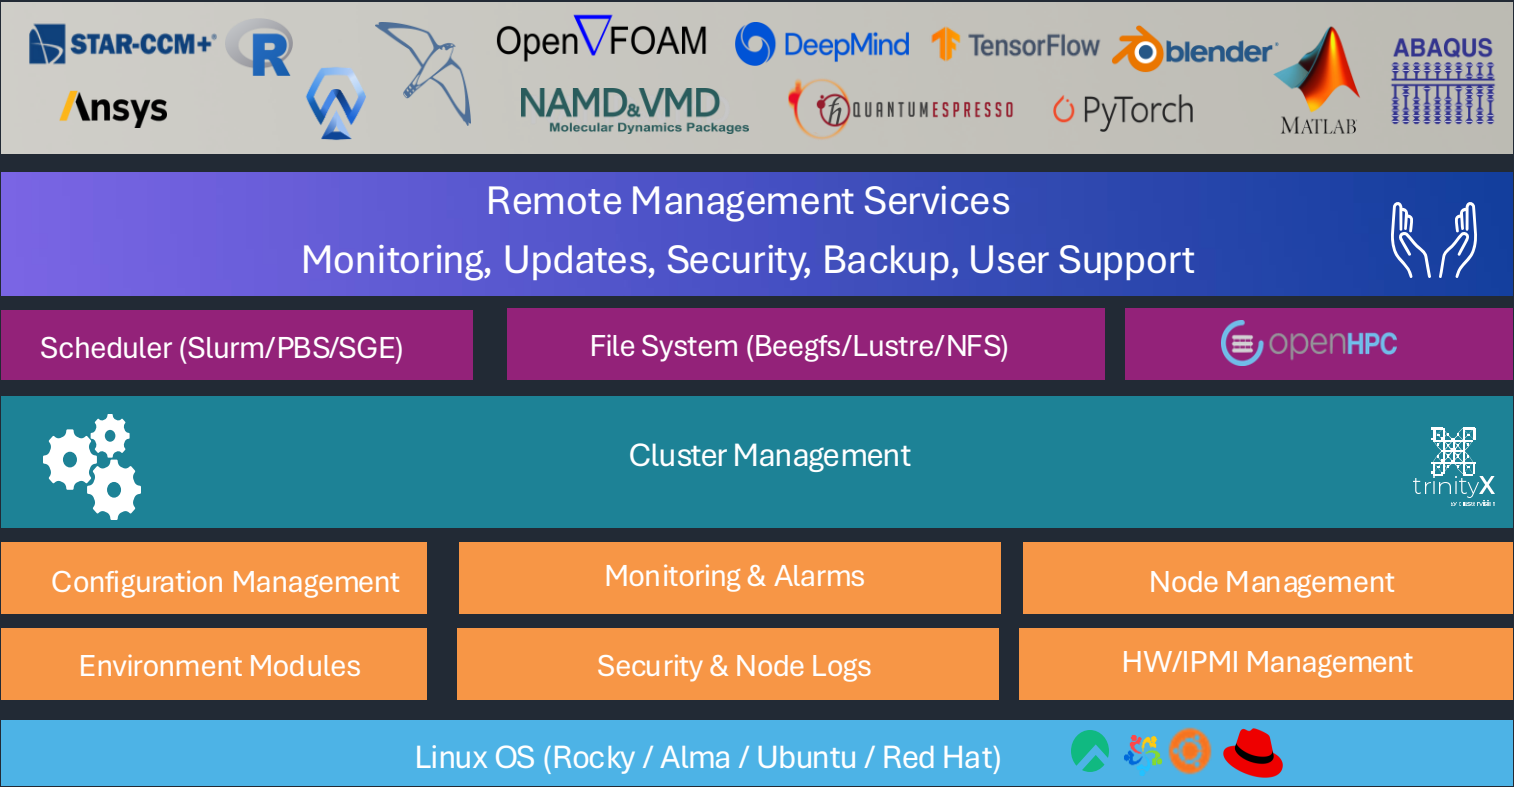 STAR-CCM+
R
OpenFOAM
DeepMind
TensorFlow
blender
ABAQUS
Ansys
NAMD&VMD
Molecular Dynamics Packages
QUANTUMESPRESSO
PyTorch
MATLAB
Remote Management Services
Monitoring, Updates, Security, Backup, User Support
Scheduler (Slurm/PBS/SGE)
File System (Beegfs/Lustre/NFS)
openHPC
Cluster Management
trinityX
Configuration Management
Monitoring & Alarms
Node Management
Environment Modules
Security & Node Logs
HW/IPMI Management
Linux OS (Rocky / Alma / Ubuntu / Red Hat)